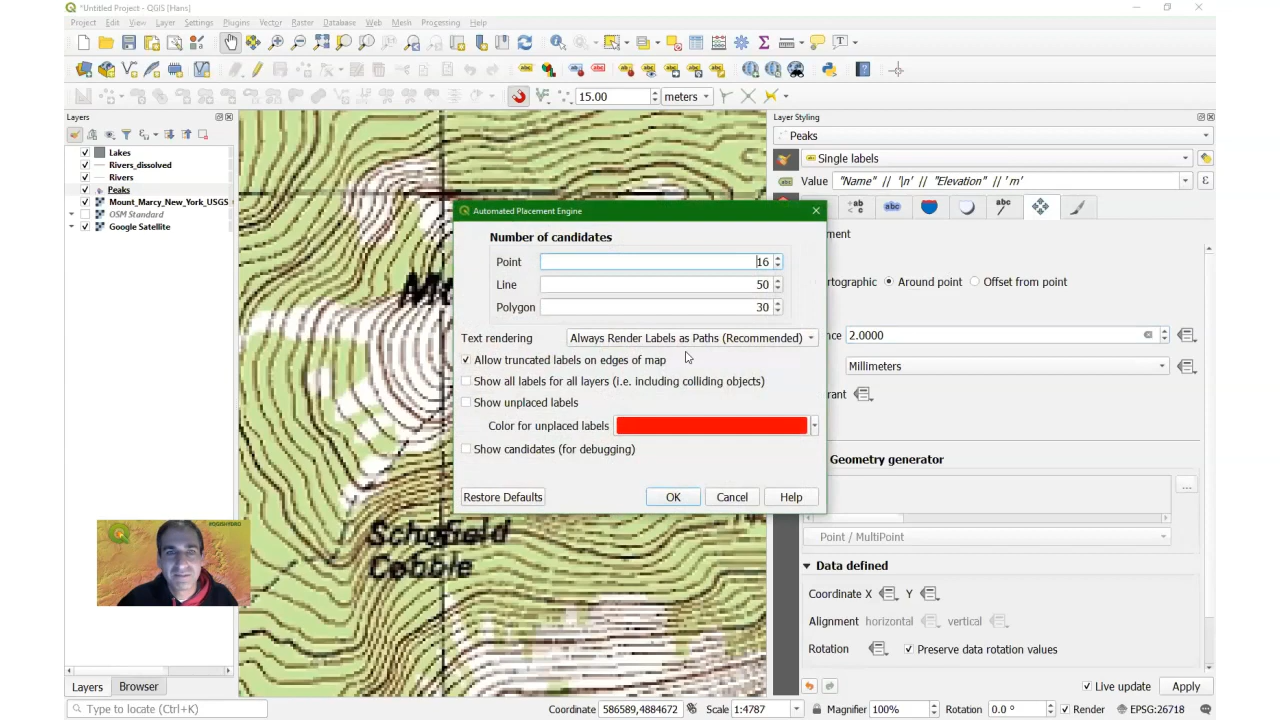 *Untitled Project - QGIS [Hans]
Project Edit View Layer Settings Plugins Vector Raster Database Web Mesh Processing Help
15.00 meters
Layers
Lakes
Rivers_dissolved
Rivers
Peaks
Mount_Marcy_New_York_USGS
OSM Standard
Google Satellite
Layers Browser
Schofield
Cobble
Automated Placement Engine
Number of candidates
Point 16
Line 50
Polygon 30
Text rendering Always Render Labels as Paths (Recommended)
Allow truncated labels on edges of map
Show all labels for all layers (i.e. including colliding objects)
Show unplaced labels
Color for unplaced labels
Show candidates (for debugging)
Restore Defaults OK Cancel Help
Layer Styling
Peaks
Single labels
Value "Name" || '\n' || "Elevation" || ' m'
ment
rtographic Around point Offset from point
nce 2.0000
Millimeters
rant
Geometry generator
...
Point / MultiPoint
Data defined
Coordinate X Y
Alignment horizontal vertical
Rotation Preserve data rotation values
Live update Apply
Type to locate (Ctrl+K) Coordinate 586589,4884672 Scale 1:4787 Magnifier 100% Rotation 0.0 ° Render EPSG:26718